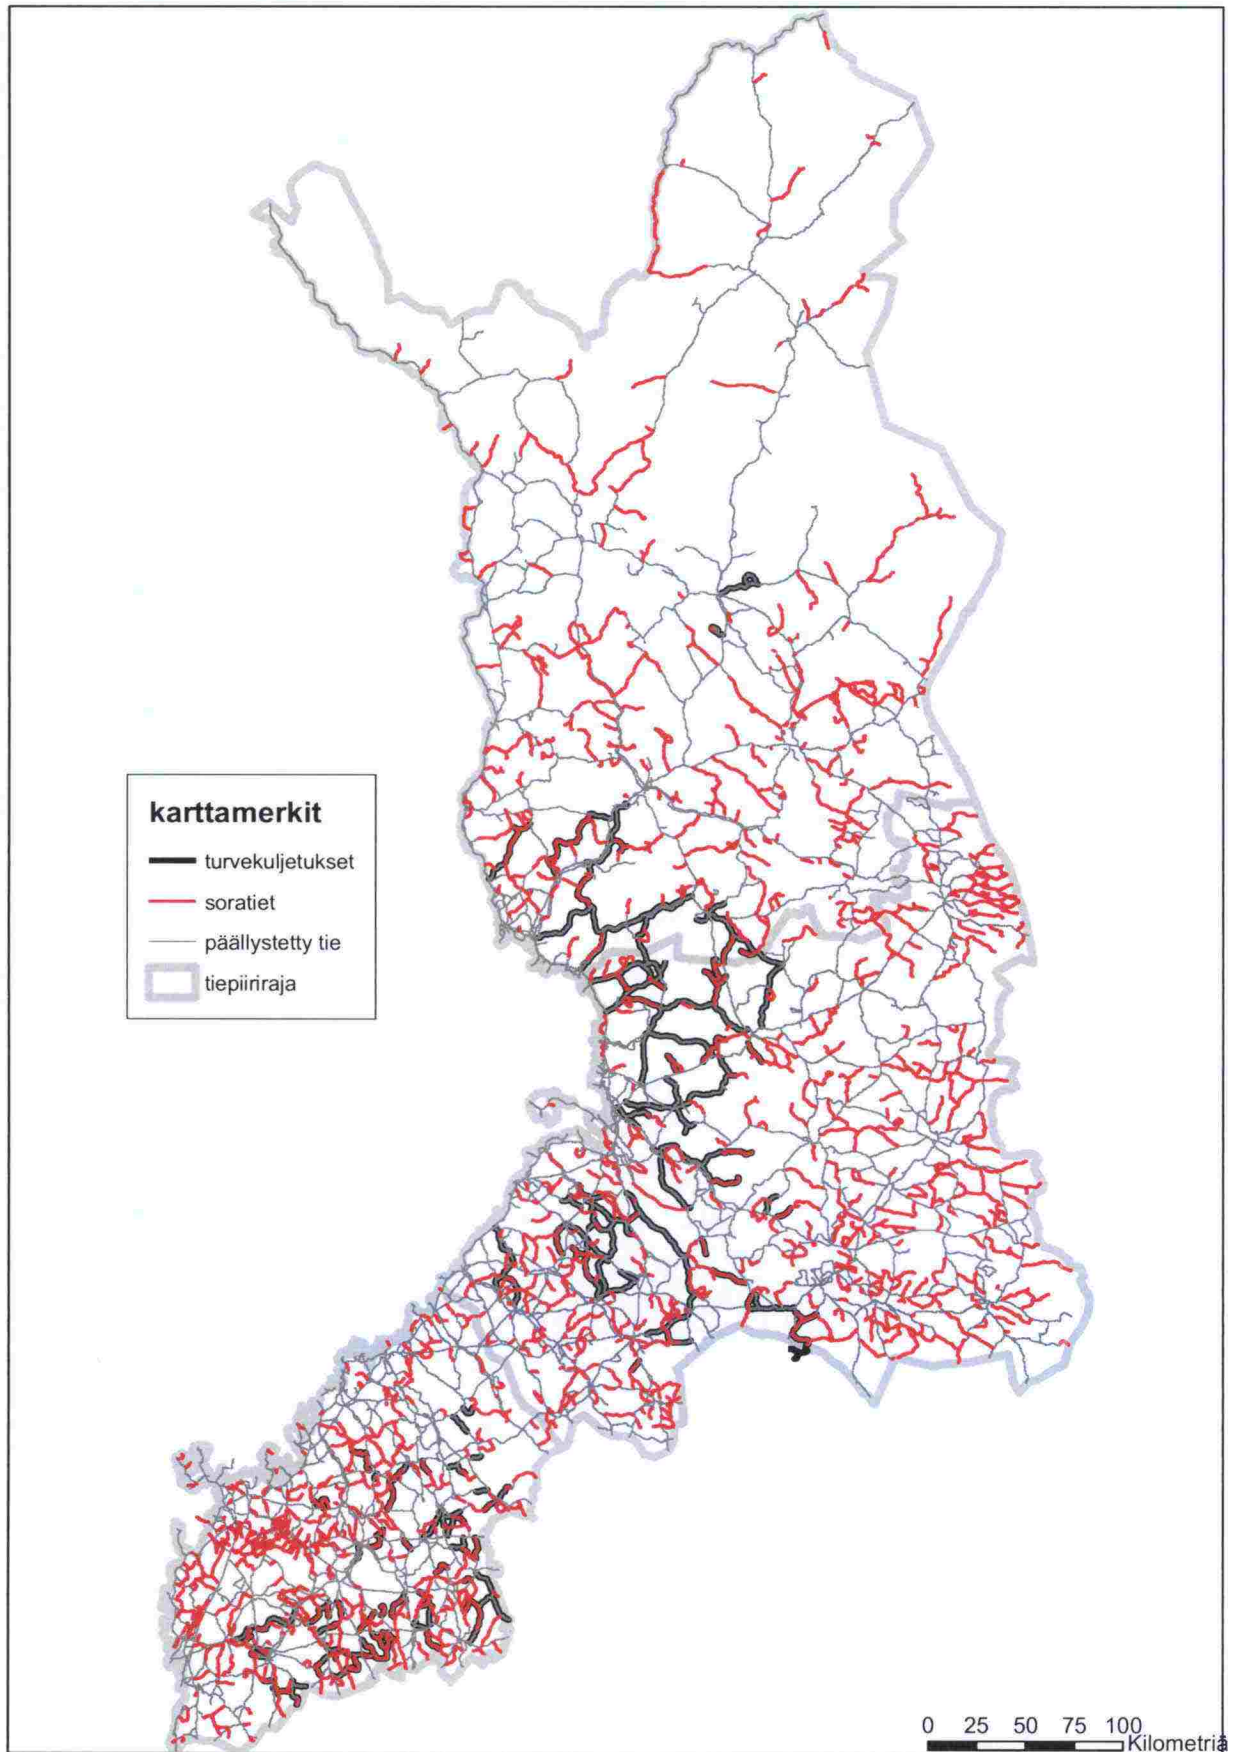 karttamerkit
turvekuljetukset
soratiet
päällystetty tie
tiepiiriraja
0 25 50 75 100
Kilometriä